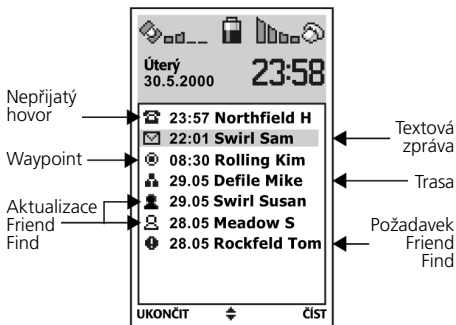 Úterý
30.5.2000
23:58
Nepřijatý
hovor
23:57 Northfield H
22:01 Swirl Sam
Textová
zpráva
Waypoint
08:30 Rolling Kim
29.05 Defile Mike
Trasa
Aktualizace
Friend
Find
29.05 Swirl Susan
28.05 Meadow S
28.05 Rockfeld Tom
Požadavek
Friend
Find
UKONČIT
ČÍST